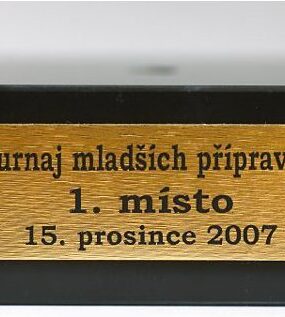 urnaj mladších příprav
1. místo
15. prosince 2007